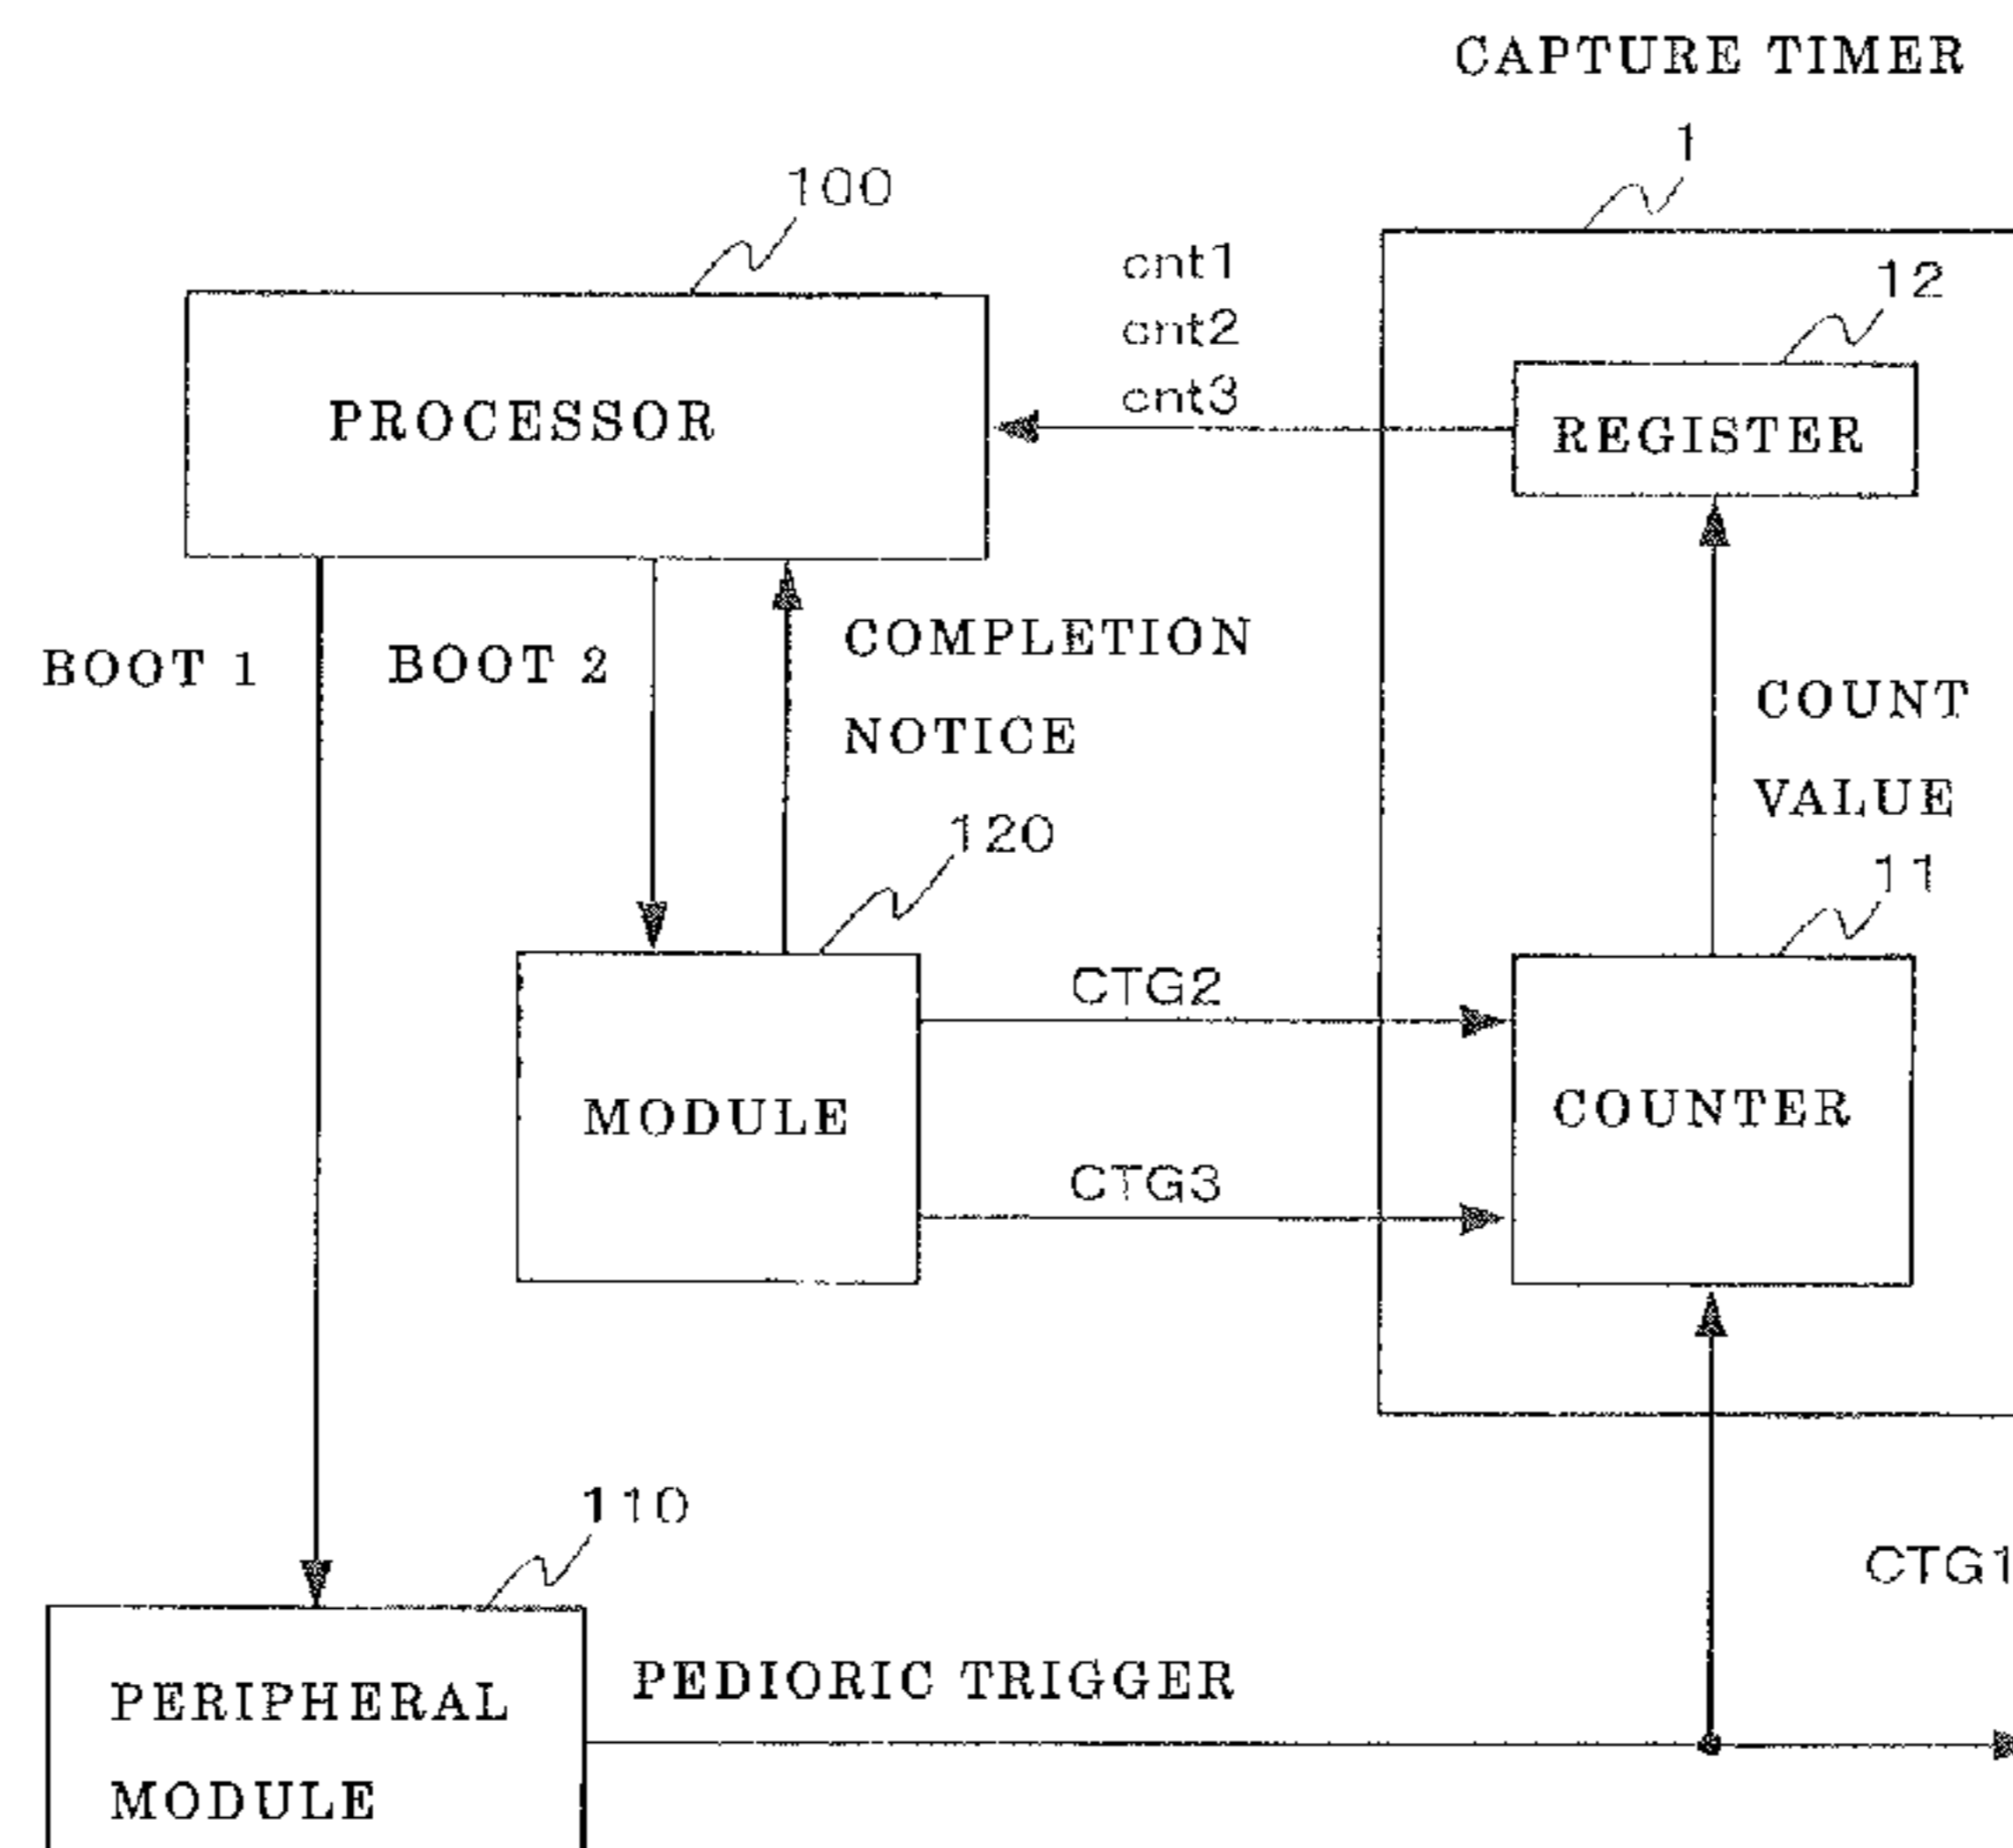 CAPTURE TIMER
1
100
cnt1
cnt2
cnt3
12
PROCESSOR
REGISTER
BOOT 1
BOOT 2
COMPLETION
NOTICE
COUNT
VALUE
120
11
CTG2
MODULE
COUNTER
CTG3
110
CTG1
PERIPHERAL
MODULE
PEDIORIC TRIGGER